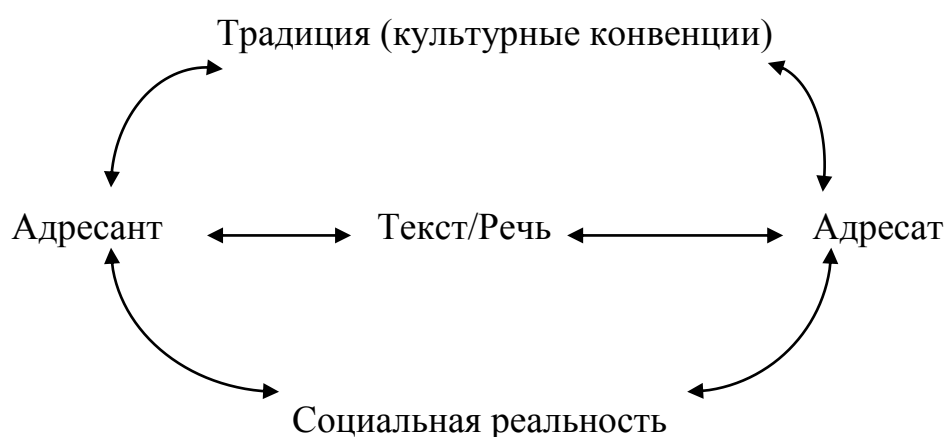 Традиция (культурные конвенции)
Адресант Текст/Речь Адресат
Социальная реальность